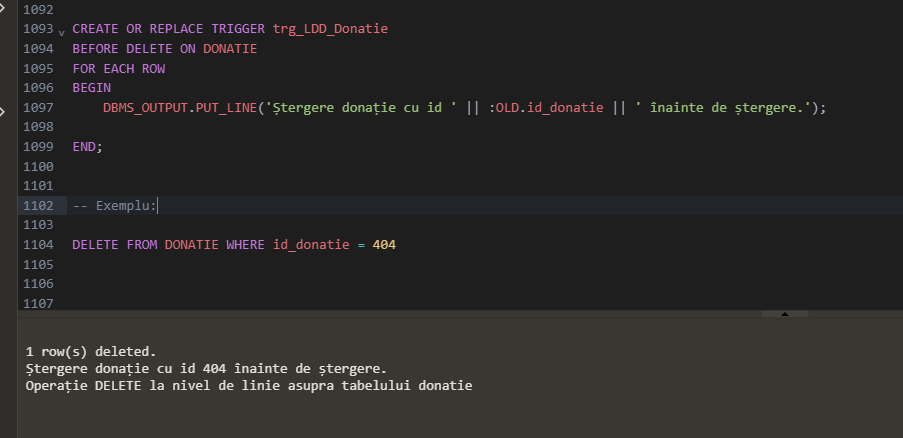 1092
1093 CREATE OR REPLACE TRIGGER trg_LDD_Donatie
1094 BEFORE DELETE ON DONATIE
1095 FOR EACH ROW
1096 BEGIN
1097     DBMS_OUTPUT.PUT_LINE('Ștergere donație cu id ' || :OLD.id_donatie || ' înainte de ștergere.');
1098
1099 END;
1100
1101
1102 -- Exemplu:
1103
1104 DELETE FROM DONATIE WHERE id_donatie = 404
1105
1106
1107
1 row(s) deleted.
Ștergere donație cu id 404 înainte de ștergere.
Operație DELETE la nivel de linie asupra tabelului donatie